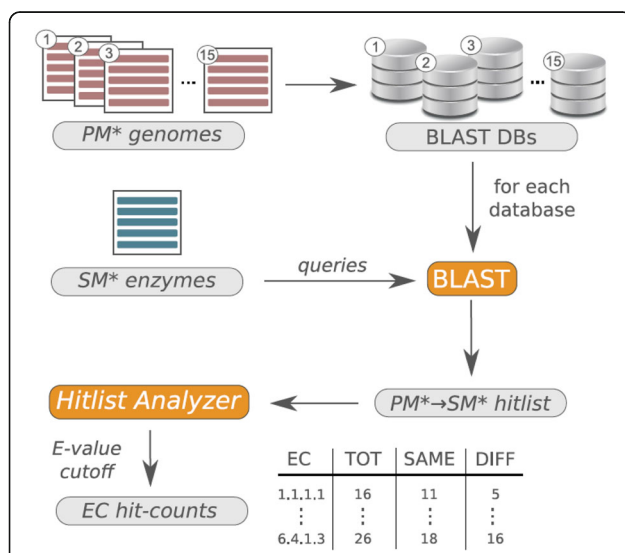 1 2 3 ... 15
1 2 3 ... 15
PM* genomes
BLAST DBs
for each
database
SM* enzymes
queries
BLAST
Hitlist Analyzer
PM*→SM* hitlist
E-value
cutoff
EC hit-counts
EC TOT SAME DIFF
1.1.1.1 16 11 5
⋮ ⋮ ⋮ ⋮
6.4.1.3 26 18 16